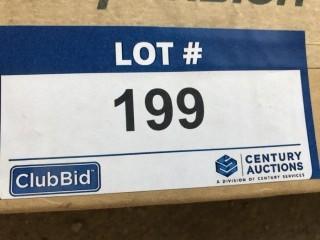 LOT #
199
ClubBid
CENTURY
AUCTIONS
A DIVISION OF CENTURY SERVICES